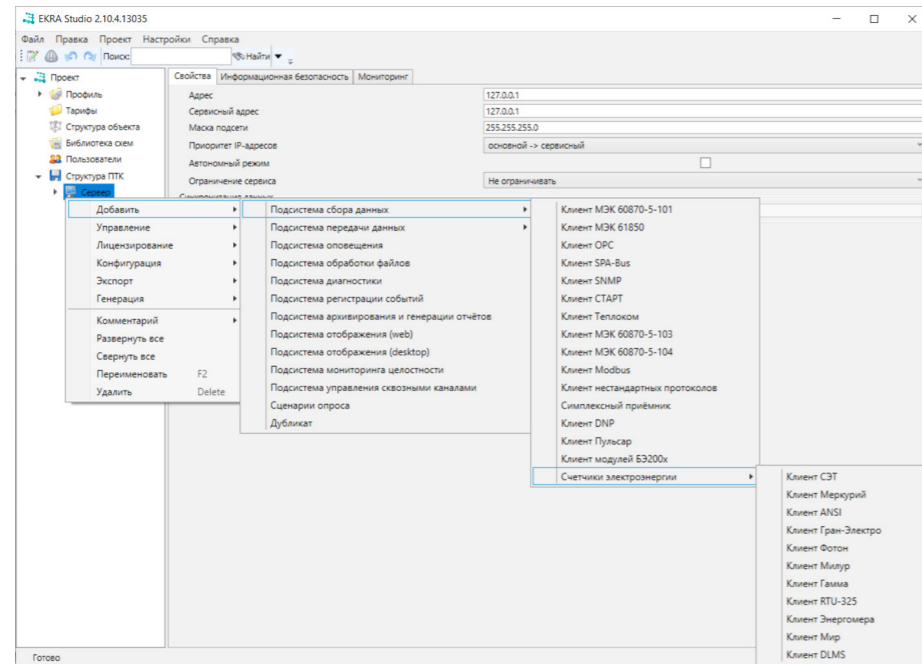 EKRA Studio 2.10.4.13035
Файл Правка Проект Настройки Справка
Поиск: Найти
Проект
Профиль
Тарифы
Структура объекта
Библиотека схем
Пользователи
Структура ПТК
Сервер
Свойства Информационная безопасность Мониторинг
Адрес 127.0.0.1
Сервисный адрес 127.0.0.1
Маска подсети 255.255.255.0
Приоритет IP-адресов основной -> сервисный
Автономный режим
Ограничение сервиса Не ограничивать
Синхронизация данных
Добавить
Управление
Лицензирование
Конфигурация
Экспорт
Генерация
Комментарий
Развернуть все
Свернуть все
Переименовать F2
Удалить Delete
Подсистема сбора данных
Подсистема передачи данных
Подсистема оповещения
Подсистема обработки файлов
Подсистема диагностики
Подсистема регистрации событий
Подсистема архивирования и генерации отчётов
Подсистема отображения (web)
Подсистема отображения (desktop)
Подсистема мониторинга целостности
Подсистема управления сквозными каналами
Сценарии опроса
Дубликат
Клиент МЭК 60870-5-101
Клиент МЭК 61850
Клиент OPC
Клиент SPA-Bus
Клиент SNMP
Клиент СТАРТ
Клиент Теплоком
Клиент МЭК 60870-5-103
Клиент МЭК 60870-5-104
Клиент Modbus
Клиент нестандартных протоколов
Симплексный приёмник
Клиент DNP
Клиент Пульсар
Клиент модулей БЭ200x
Счетчики электроэнергии
Клиент СЭТ
Клиент Меркурий
Клиент ANSI
Клиент Гран-Электро
Клиент Фотон
Клиент Милур
Клиент Гамма
Клиент RTU-325
Клиент Энергомера
Клиент Мир
Клиент DLMS
Готово